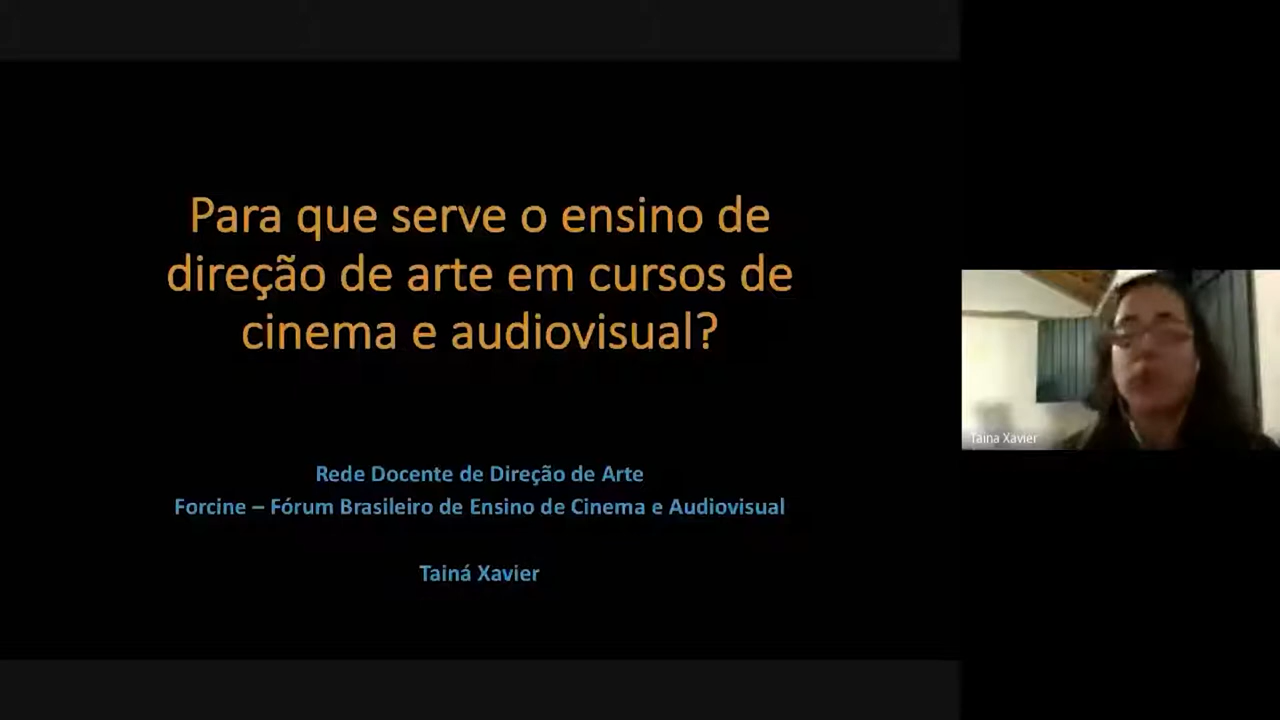 Para que serve o ensino de
direção de arte em cursos de
cinema e audiovisual?
Rede Docente de Direção de Arte
Forcine – Fórum Brasileiro de Ensino de Cinema e Audiovisual
Tainá Xavier
Taina Xavier